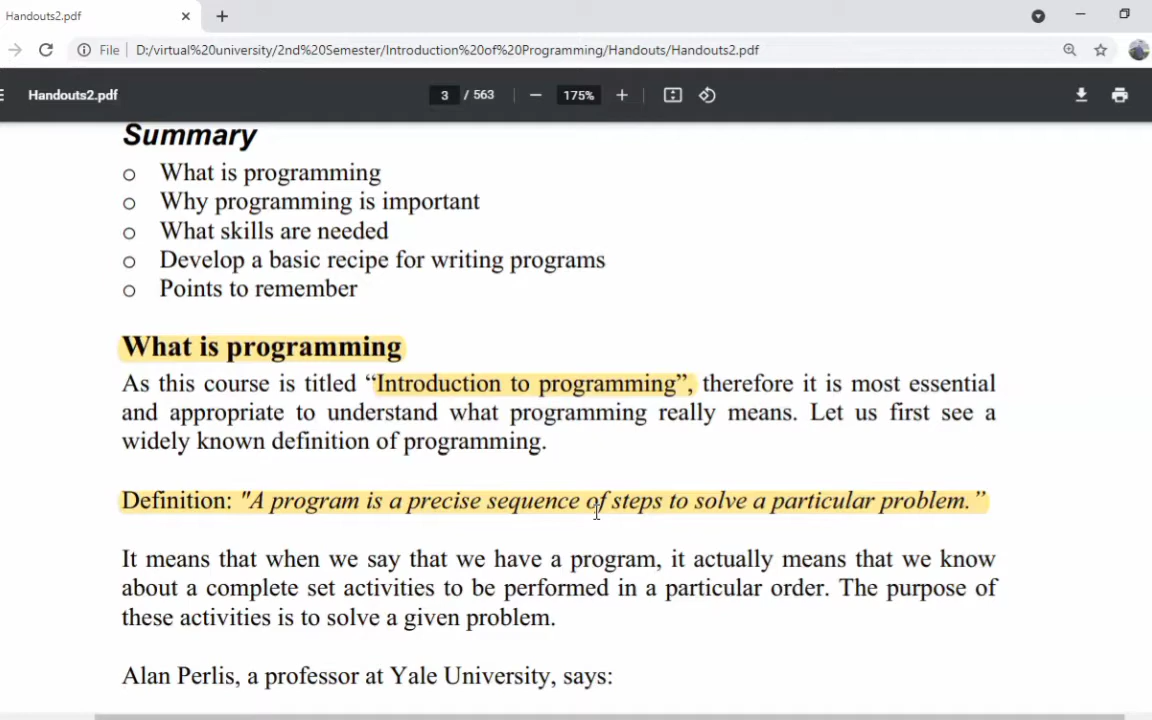 Handouts2.pdf
File
D:/virtual%20university/2nd%20Semester/Introduction%20of%20Programming/Handouts/Handouts2.pdf
Handouts2.pdf
3 / 563
175%
Summary
o What is programming
o Why programming is important
o What skills are needed
o Develop a basic recipe for writing programs
o Points to remember
What is programming
As this course is titled “Introduction to programming”, therefore it is most essential
and appropriate to understand what programming really means. Let us first see a
widely known definition of programming.
Definition: "A program is a precise sequence of steps to solve a particular problem.”
It means that when we say that we have a program, it actually means that we know
about a complete set activities to be performed in a particular order. The purpose of
these activities is to solve a given problem.
Alan Perlis, a professor at Yale University, says: